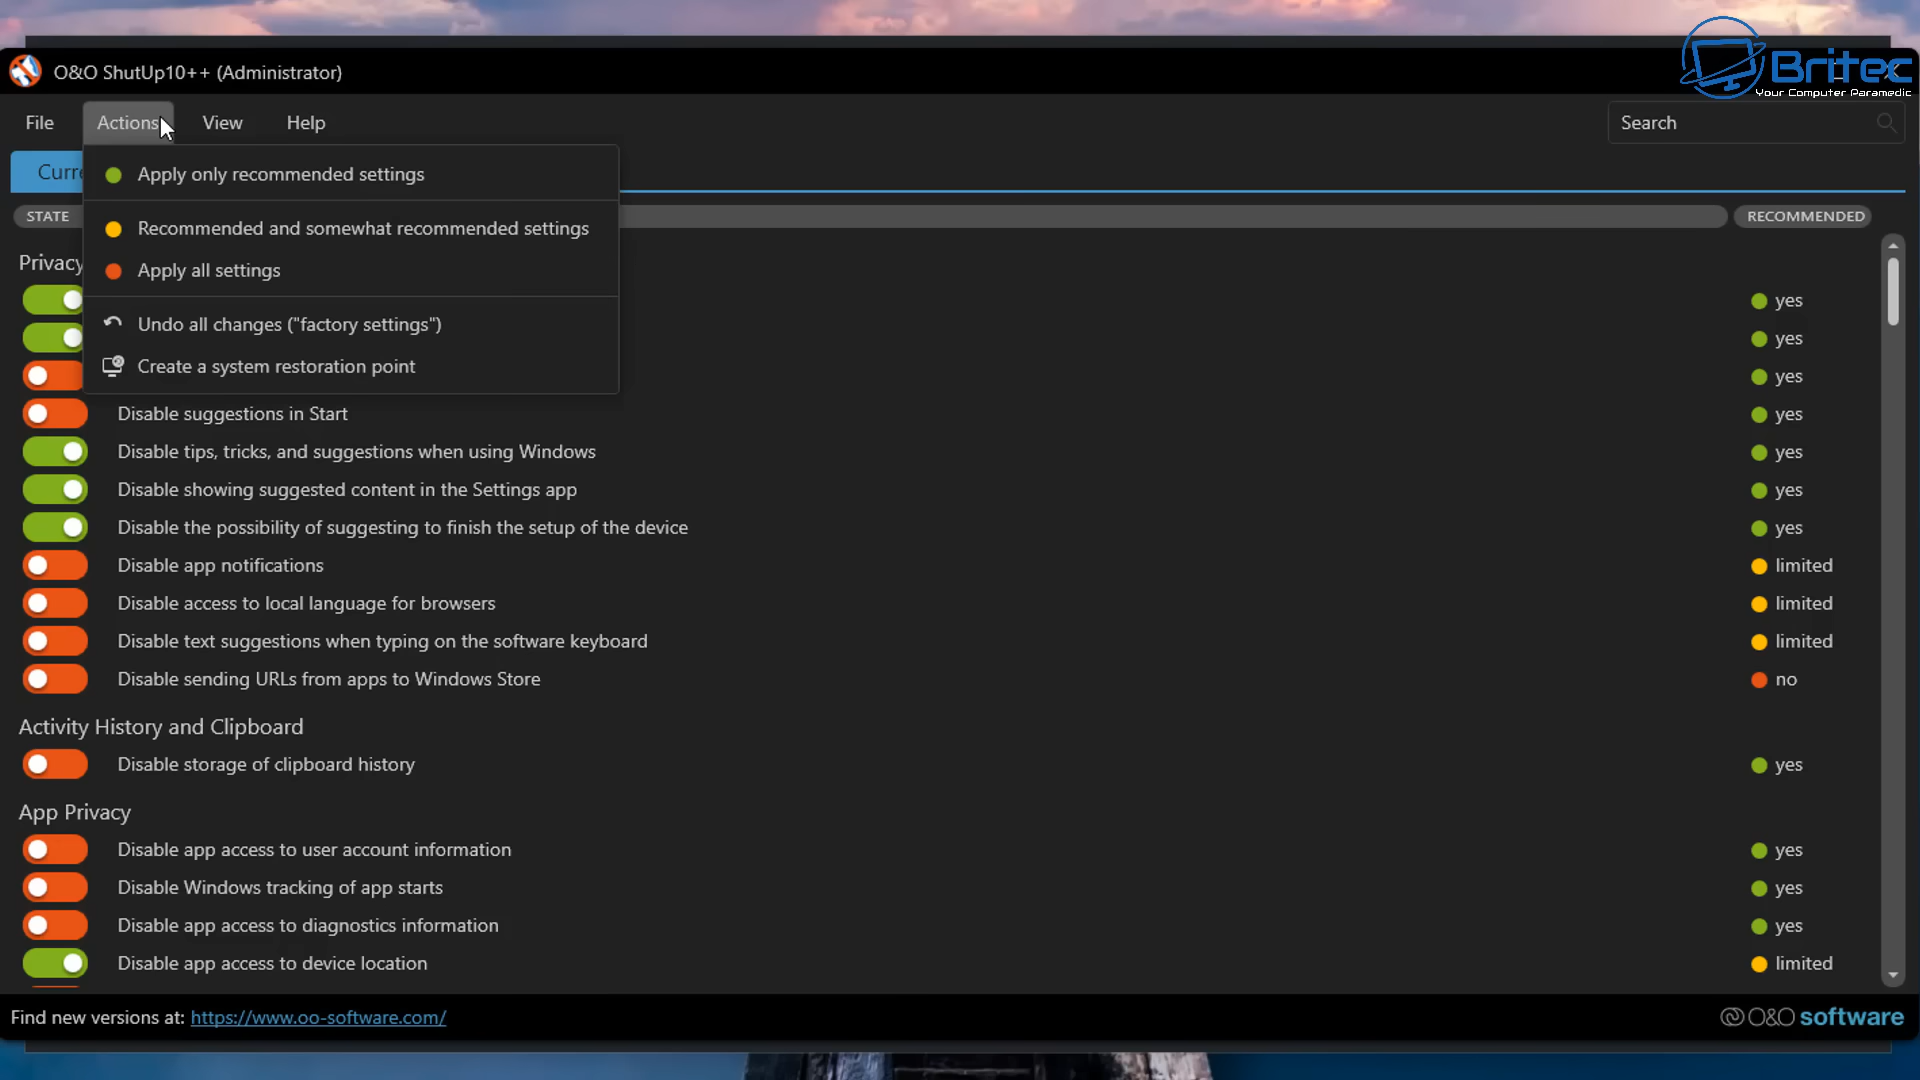 O&O ShutUp10++ (Administrator)
Britec
Your Computer Paramedic
File Actions View Help
Search
Curre
Apply only recommended settings
STATE
RECOMMENDED
Recommended and somewhat recommended settings
Privacy
Apply all settings
yes
Undo all changes ("factory settings")
yes
Create a system restoration point
yes
Disable suggestions in Start yes
Disable tips, tricks, and suggestions when using Windows yes
Disable showing suggested content in the Settings app yes
Disable the possibility of suggesting to finish the setup of the device yes
Disable app notifications limited
Disable access to local language for browsers limited
Disable text suggestions when typing on the software keyboard limited
Disable sending URLs from apps to Windows Store no
Activity History and Clipboard
Disable storage of clipboard history yes
App Privacy
Disable app access to user account information yes
Disable Windows tracking of app starts yes
Disable app access to diagnostics information yes
Disable app access to device location limited
Find new versions at: https://www.oo-software.com/
O&O software